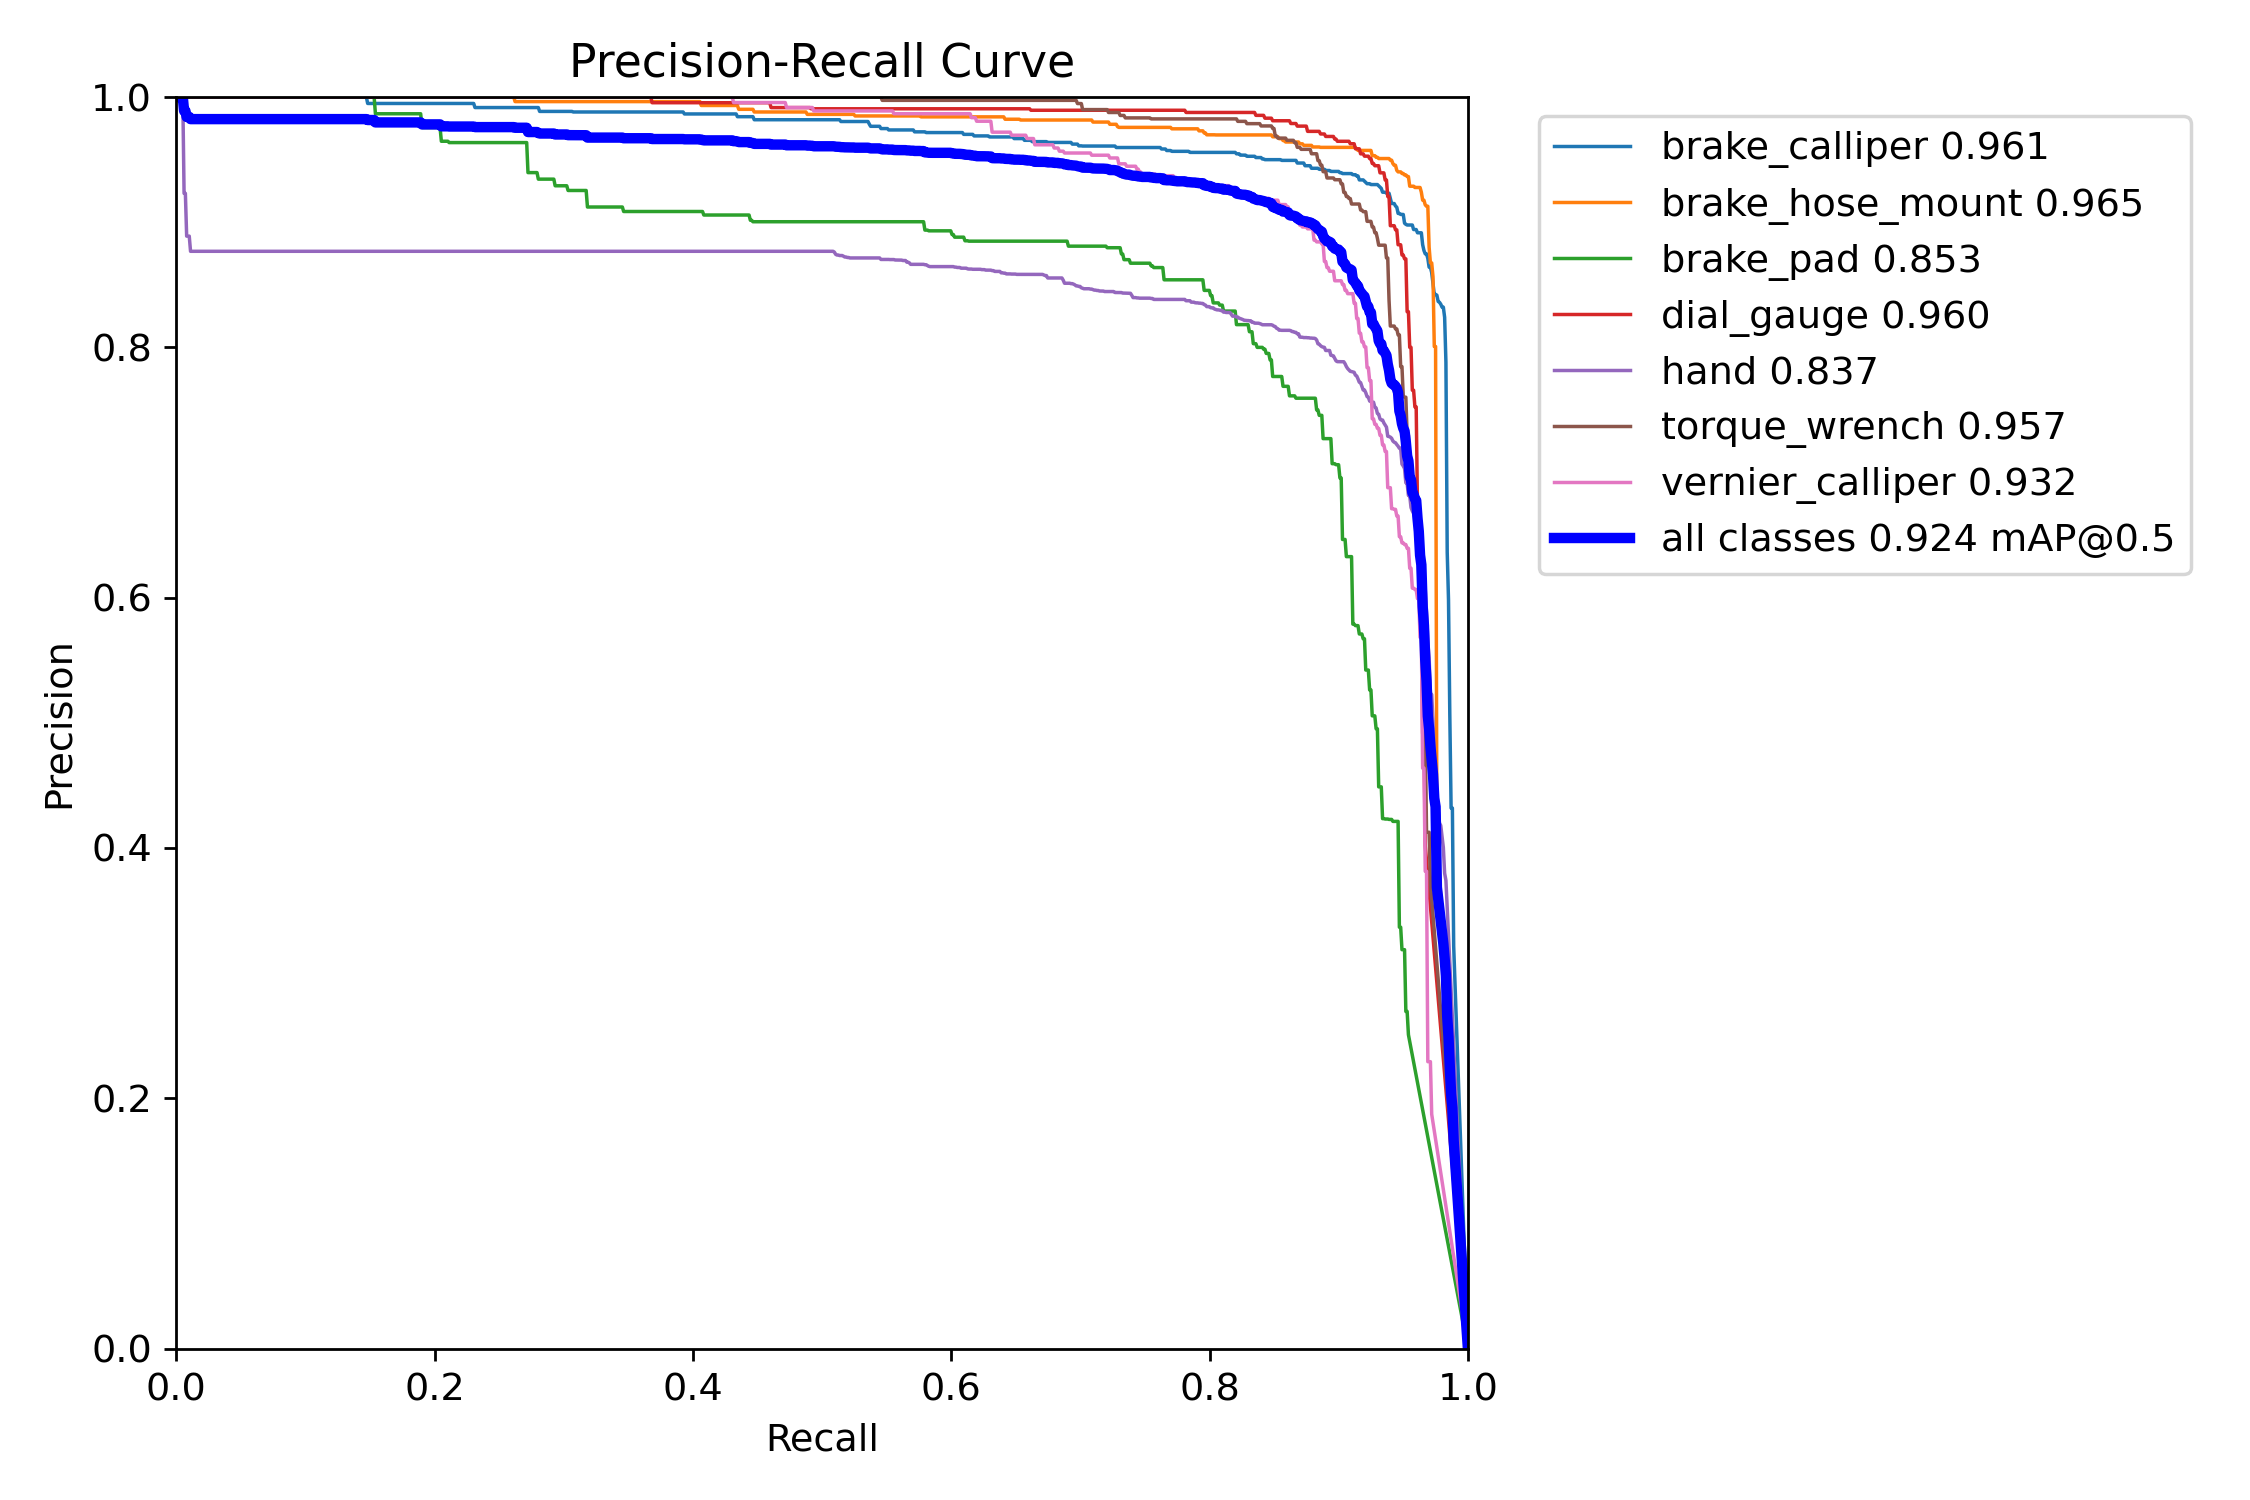 Precision-Recall Curve
1.0
0.8
0.6
0.4
0.2
0.0
Precision
0.0 0.2 0.4 0.6 0.8 1.0
Recall
brake_calliper 0.961
brake_hose_mount 0.965
brake_pad 0.853
dial_gauge 0.960
hand 0.837
torque_wrench 0.957
vernier_calliper 0.932
all classes 0.924 mAP@0.5